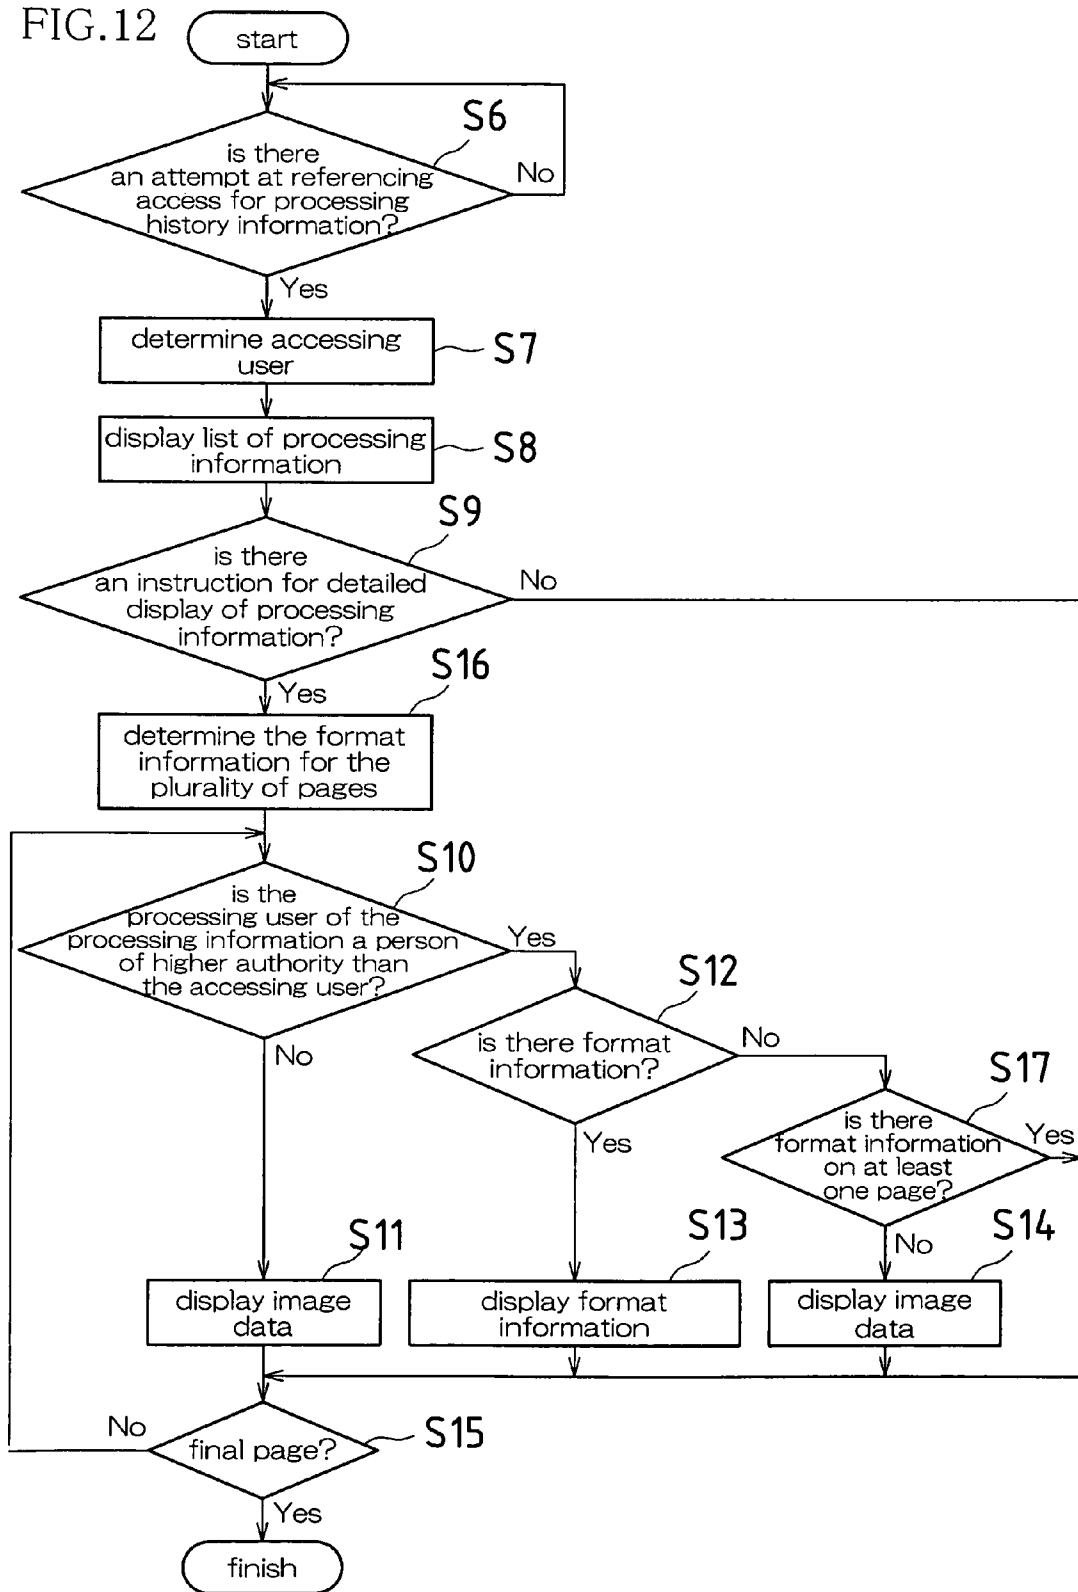 FIG.12
start
S6
is there
an attempt at referencing
access for processing
history information?
No
Yes
determine accessing
user
S7
display list of processing
information
S8
S9
is there
an instruction for detailed
display of processing
information?
No
Yes
S16
determine the format
information for the
plurality of pages
S10
is the
processing user of the
processing information a person
of higher authority than
the accessing user?
Yes
No
S12
is there format
information?
No
Yes
S17
is there
format information
on at least
one page?
Yes
No
S11
display image
data
S13
display format
information
S14
display image
data
No
final page?
S15
Yes
finish